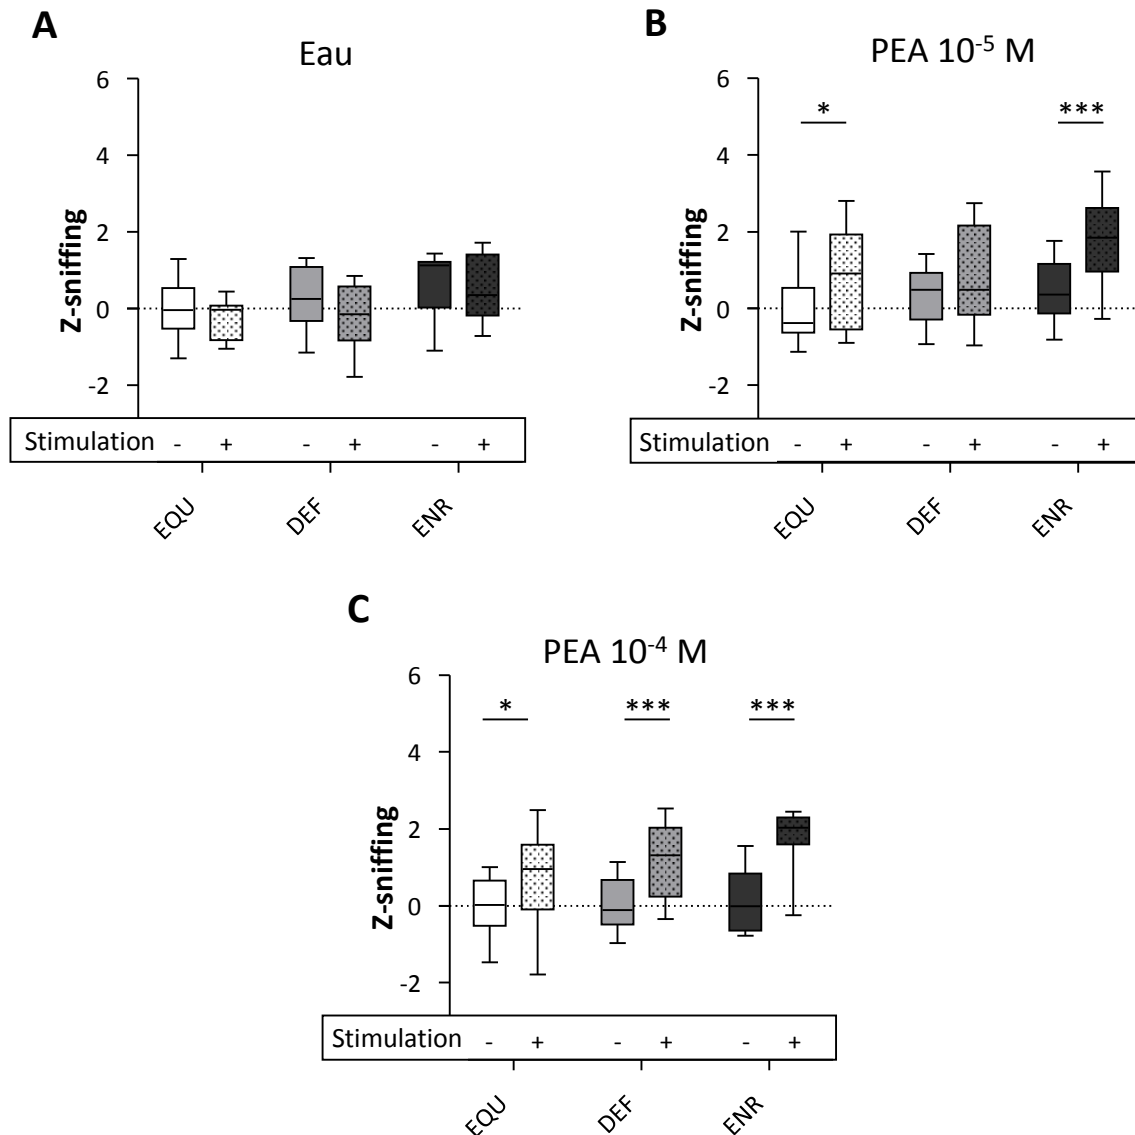 A
Eau
6
4
2
0
-2
Z-sniffing
Stimulation - + - + - +
EQU DEF ENR
B
PEA 10⁻⁵ M
6
4
2
0
-2
Z-sniffing
* ***
Stimulation - + - + - +
EQU DEF ENR
C
PEA 10⁻⁴ M
6
4
2
0
-2
Z-sniffing
* *** ***
Stimulation - + - + - +
EQU DEF ENR